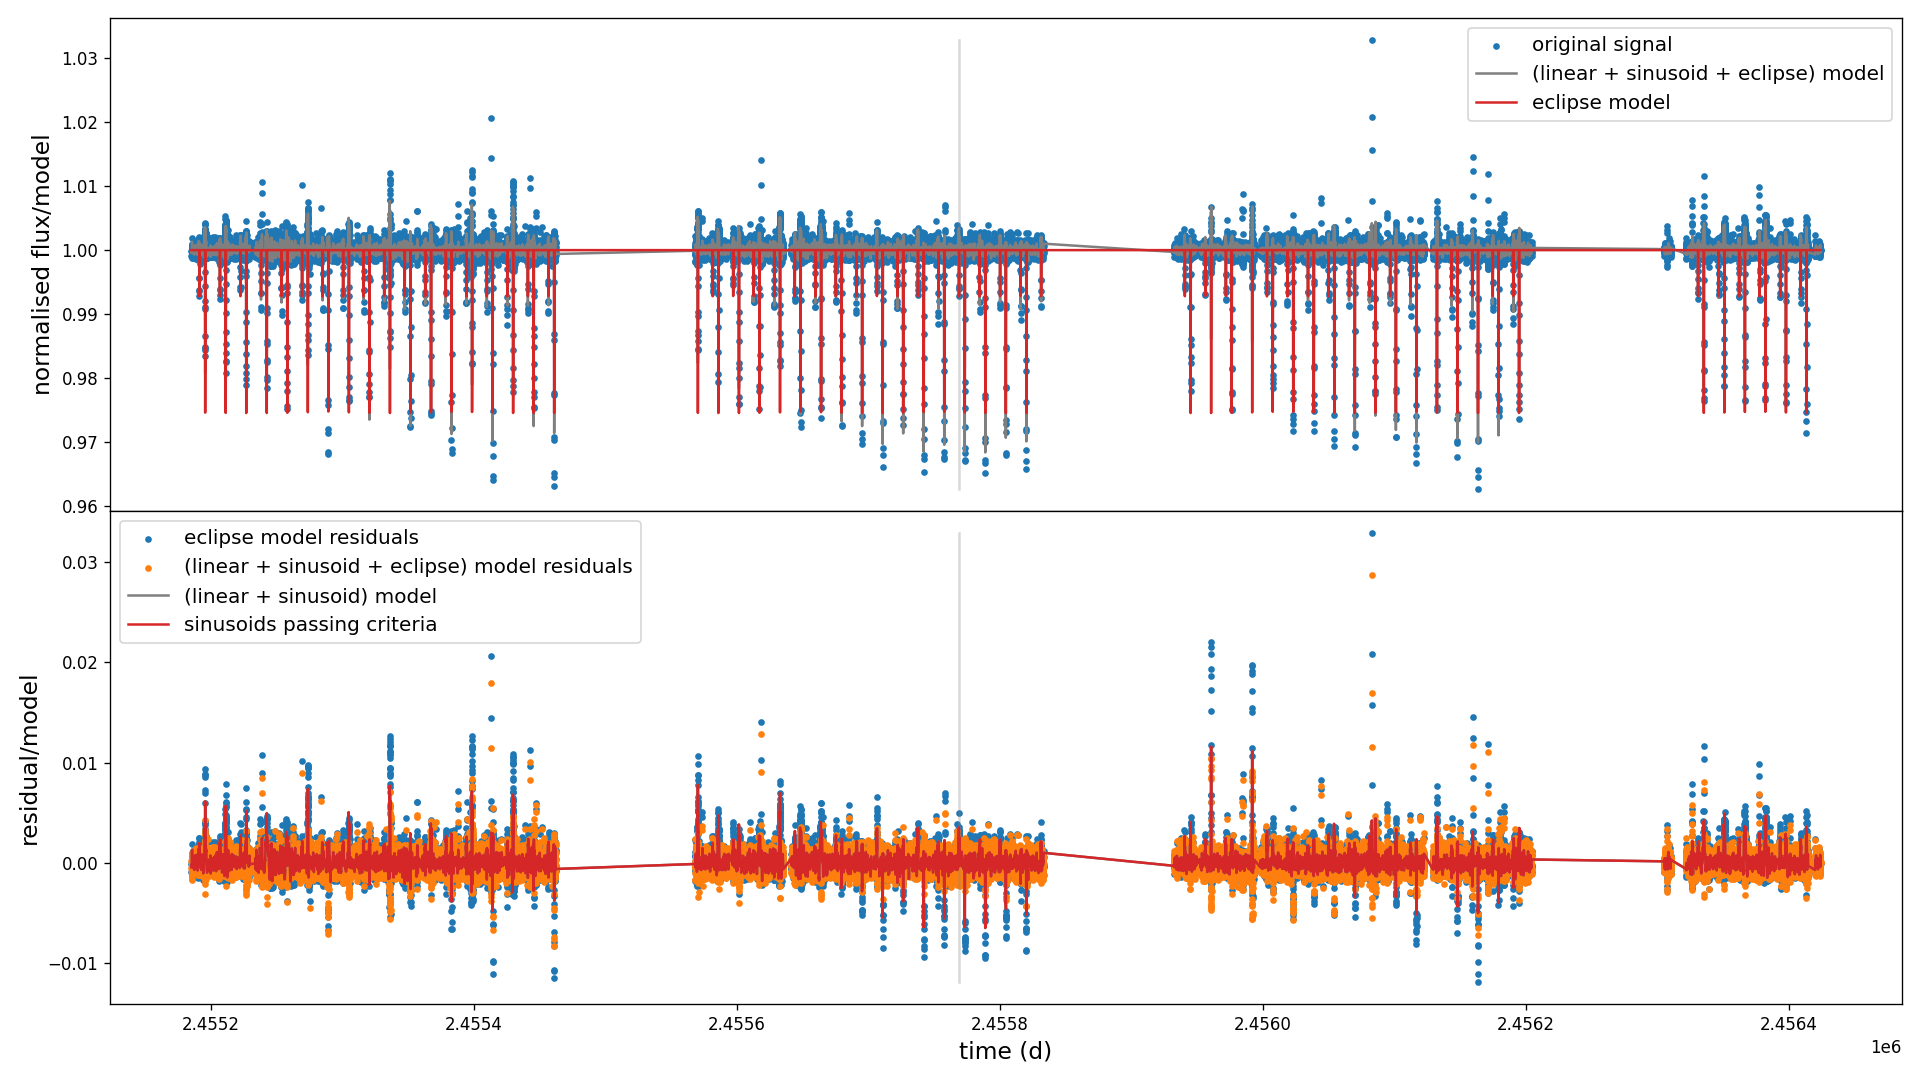 normalised flux/model
1.03
1.02
1.01
1.00
0.99
0.98
0.97
0.96
original signal
(linear + sinusoid + eclipse) model
eclipse model
residual/model
0.03
0.02
0.01
0.00
−0.01
eclipse model residuals
(linear + sinusoid + eclipse) model residuals
(linear + sinusoid) model
sinusoids passing criteria
2.4552 2.4554 2.4556 2.4558 2.4560 2.4562 2.4564
time (d)
1e6